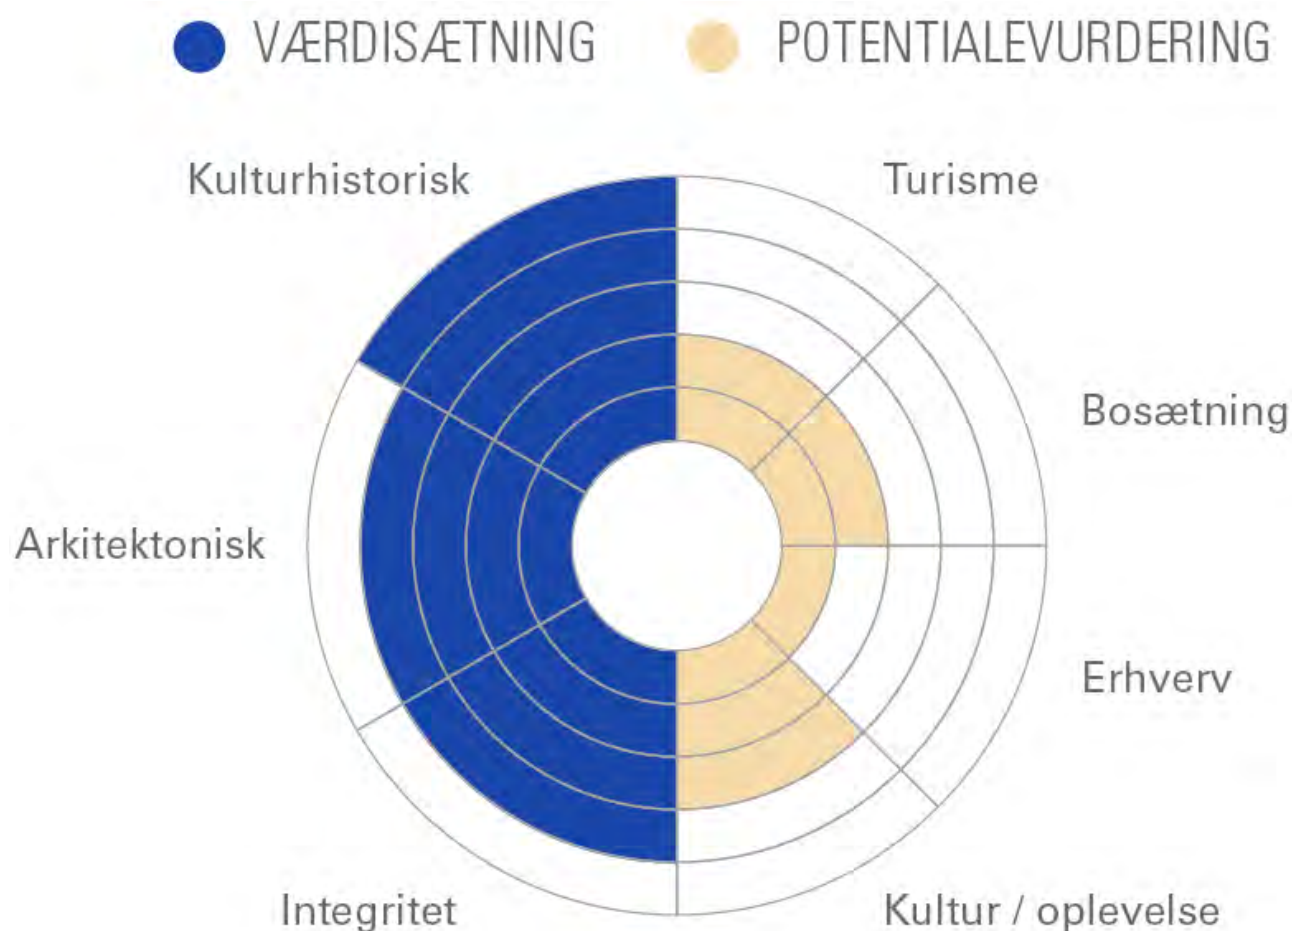 VÆRDISÆTNING
POTENTIALEVURDERING
Kulturhistorisk
Turisme
Bosætning
Arkitektonisk
Erhverv
Integritet
Kultur / oplevelse